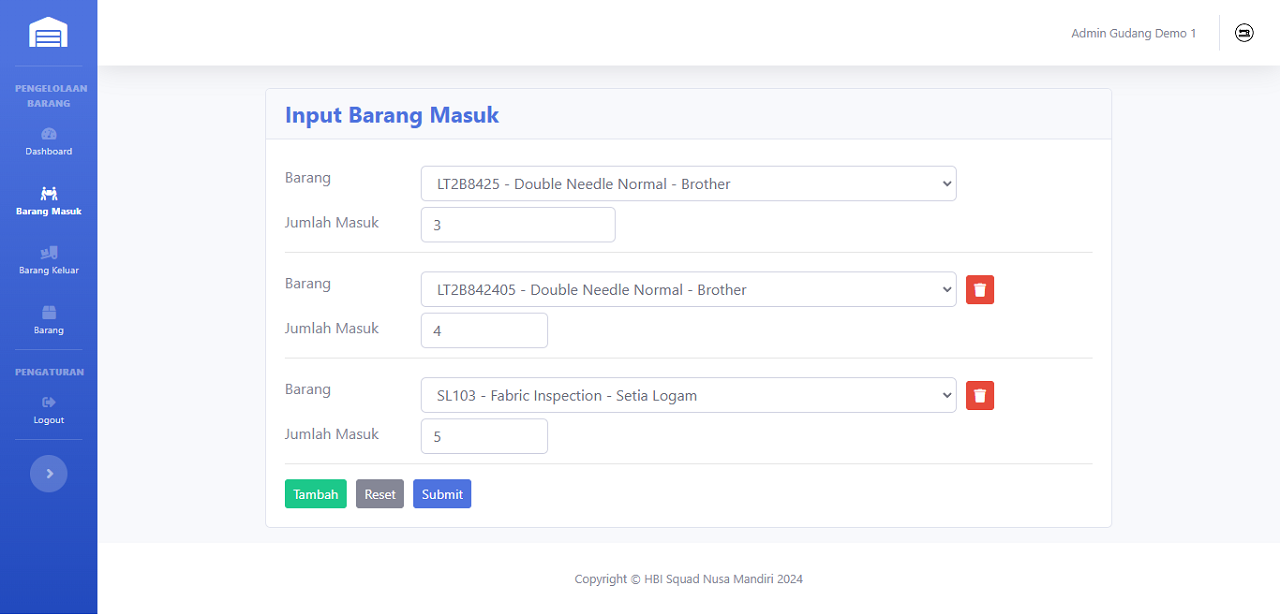 Admin Gudang Demo 1
PENGELOLAAN
BARANG
Dashboard
Barang Masuk
Barang Keluar
Barang
PENGATURAN
Logout
Input Barang Masuk
Barang
LT2B8425 - Double Needle Normal - Brother
Jumlah Masuk
3
Barang
LT2B842405 - Double Needle Normal - Brother
Jumlah Masuk
4
Barang
SL103 - Fabric Inspection - Setia Logam
Jumlah Masuk
5
Tambah Reset Submit
Copyright © HBI Squad Nusa Mandiri 2024